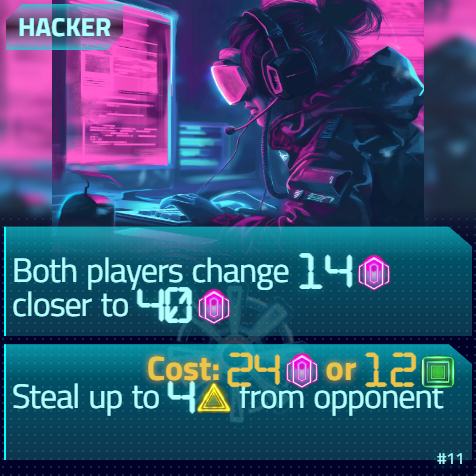 HACKER
Both players change 14
closer to 40
Cost: 24 or 12
Steal up to 4 from opponent
#11